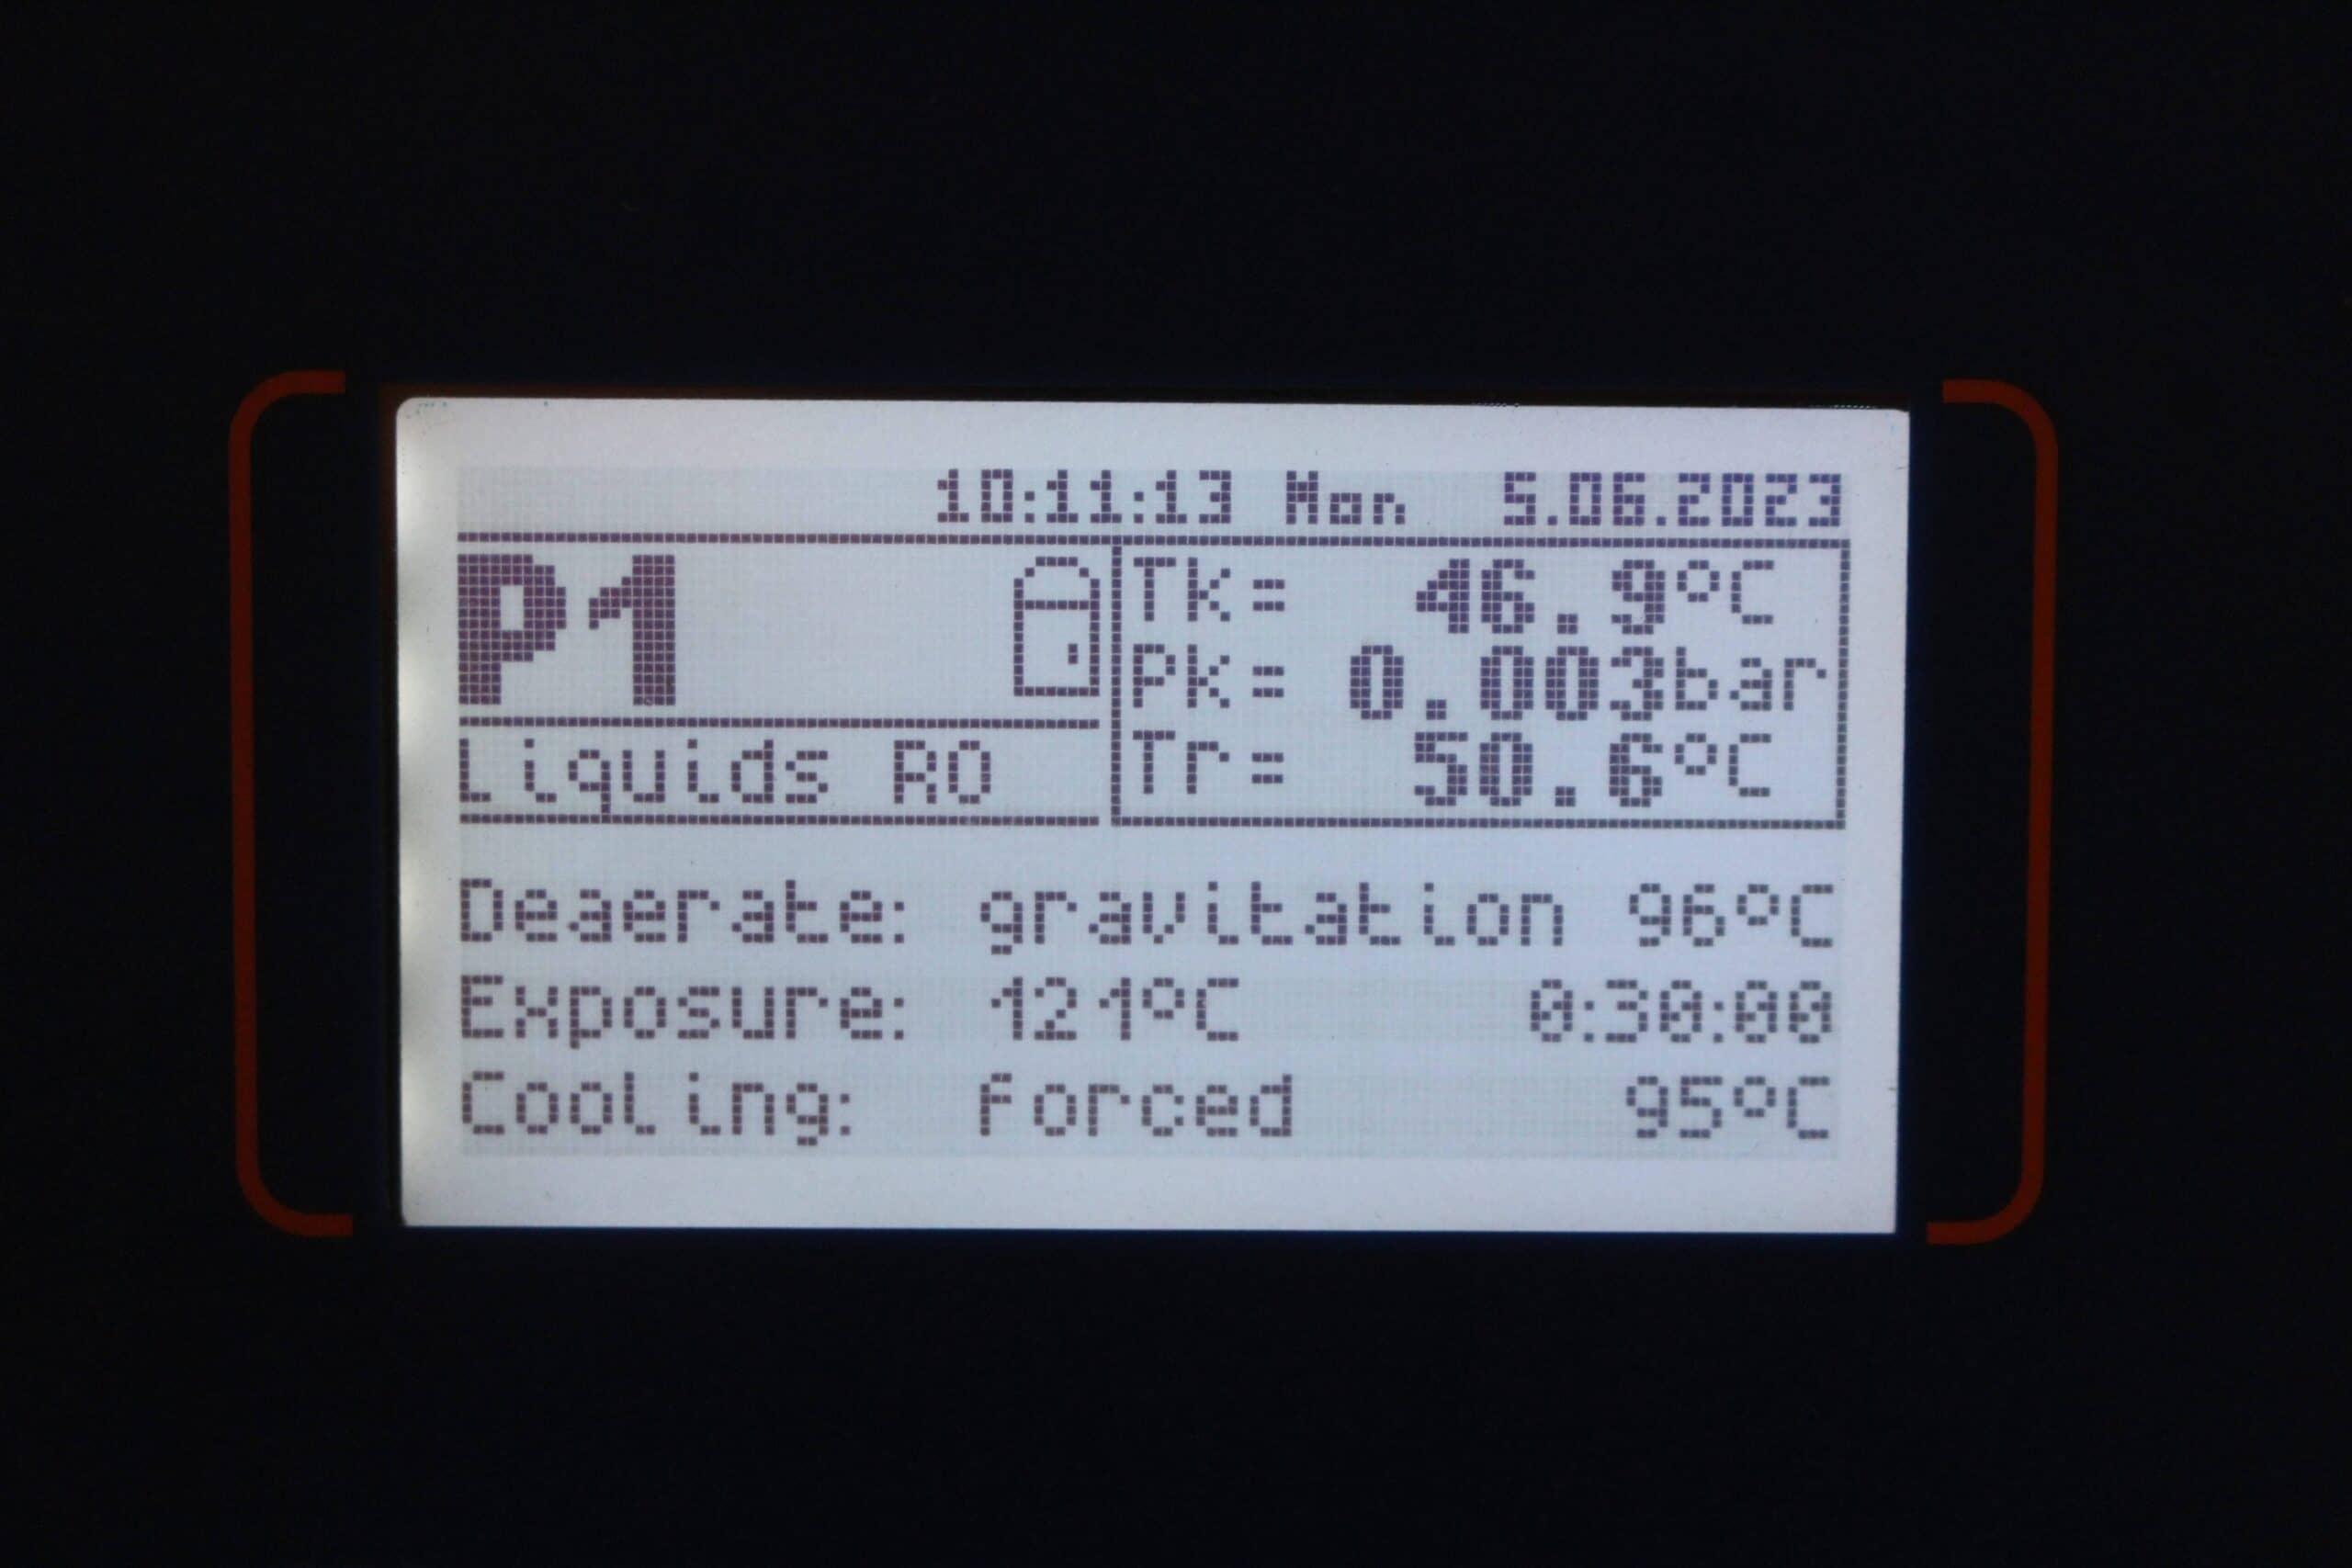 10:11:13 Mon 5.06.2023
P1
Tk= 46.9°C
Pk= 0.003bar
Tr= 50.6°C
Liquids RO
Deaerate: gravitation 96°C
Exposure: 121°C 0:30:00
Cooling: forced 95°C